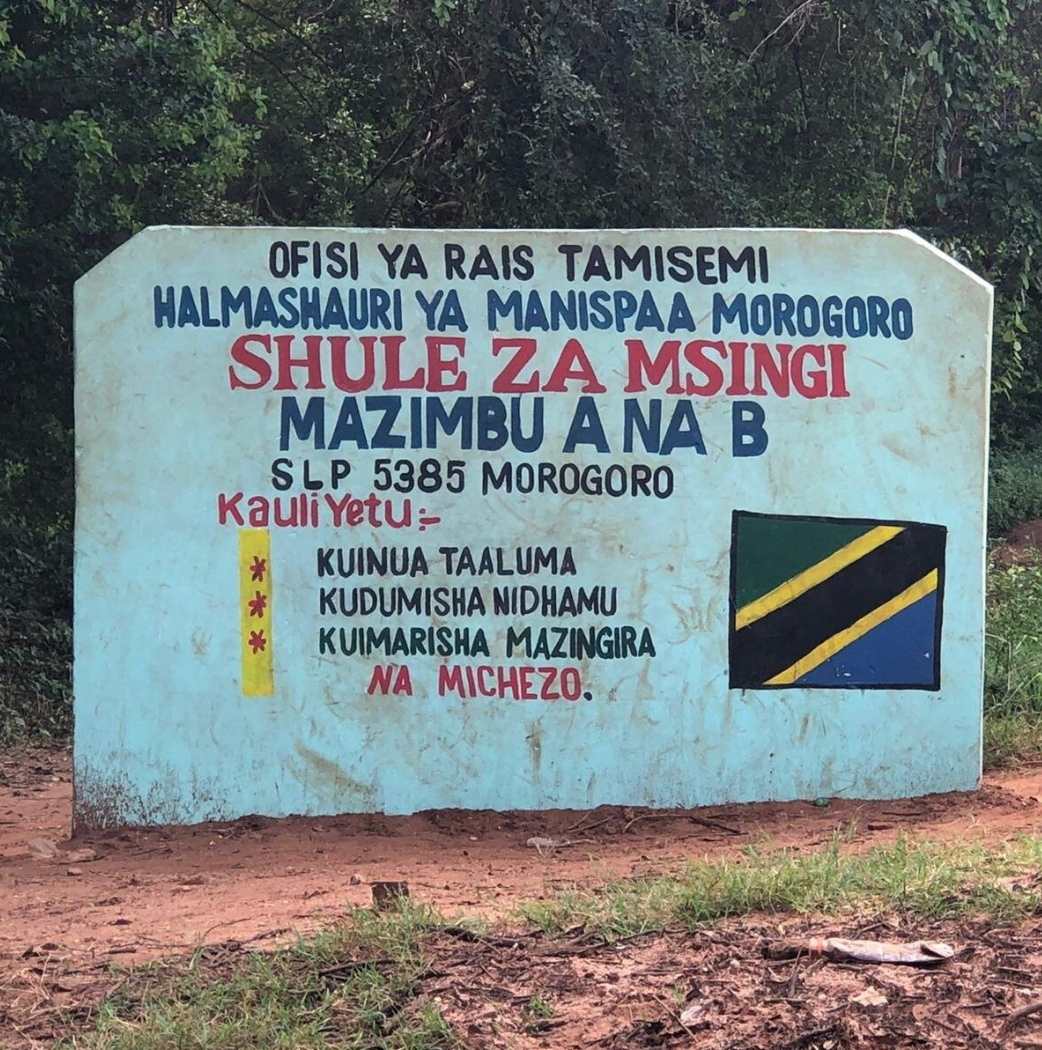 OFISI YA RAIS TAMISEMI
HALMASHAURI YA MANISPAA MOROGORO
SHULE ZA MSINGI
MAZIMBU A NA B
S L P 5385 MOROGORO
Kauli Yetu:-
* KUINUA TAALUMA
* KUDUMISHA NIDHAMU
* KUIMARISHA MAZINGIRA
NA MICHEZO.